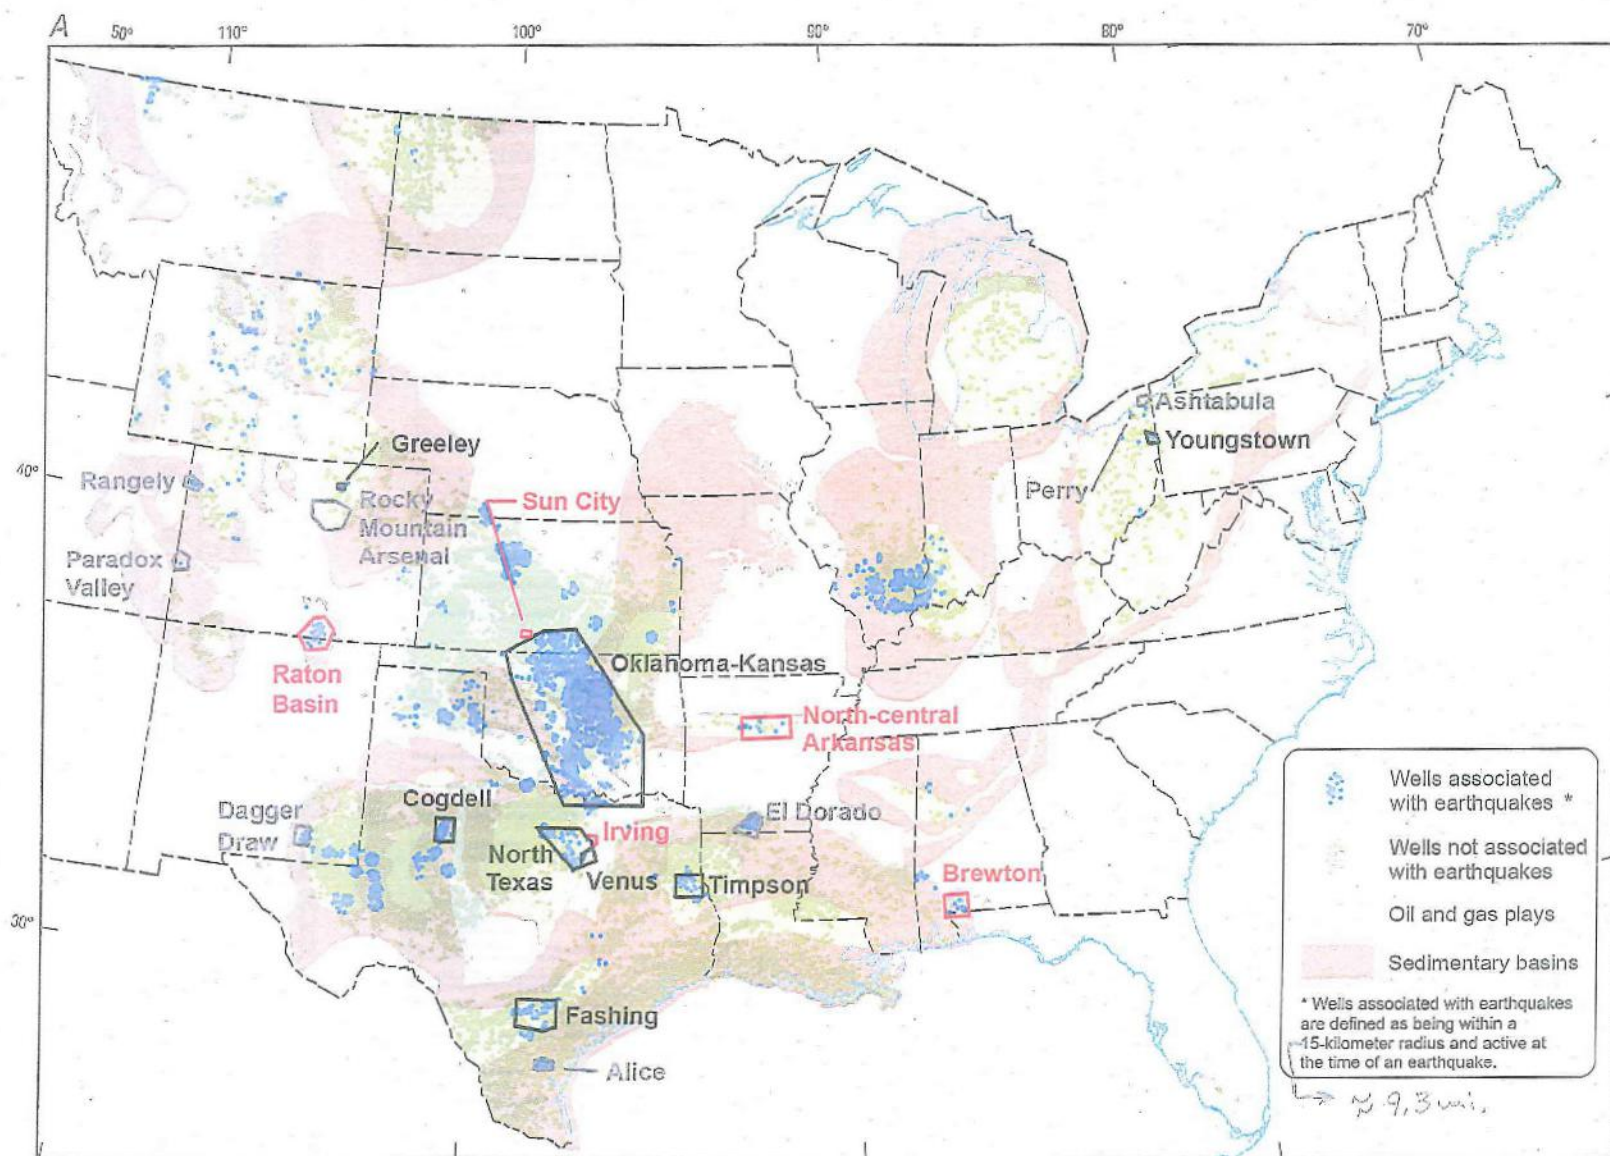 A
50°
110°
100°
90°
80°
70°
40°
30°
Greeley
Rangely
Rocky
Mountain
Arsenal
Sun City
Paradox
Valley
Raton
Basin
Oklahoma-Kansas
North-central
Arkansas
Ashtabula
Youngstown
Perry
Dagger
Draw
Cogdell
El Dorado
Irving
North
Texas
Venus
Timpson
Brewton
Fashing
Alice
Wells associated
with earthquakes *
Wells not associated
with earthquakes
Oil and gas plays
Sedimentary basins
* Wells associated with earthquakes
are defined as being within a
15-kilometer radius and active at
the time of an earthquake.
≈ 9.3 mi.